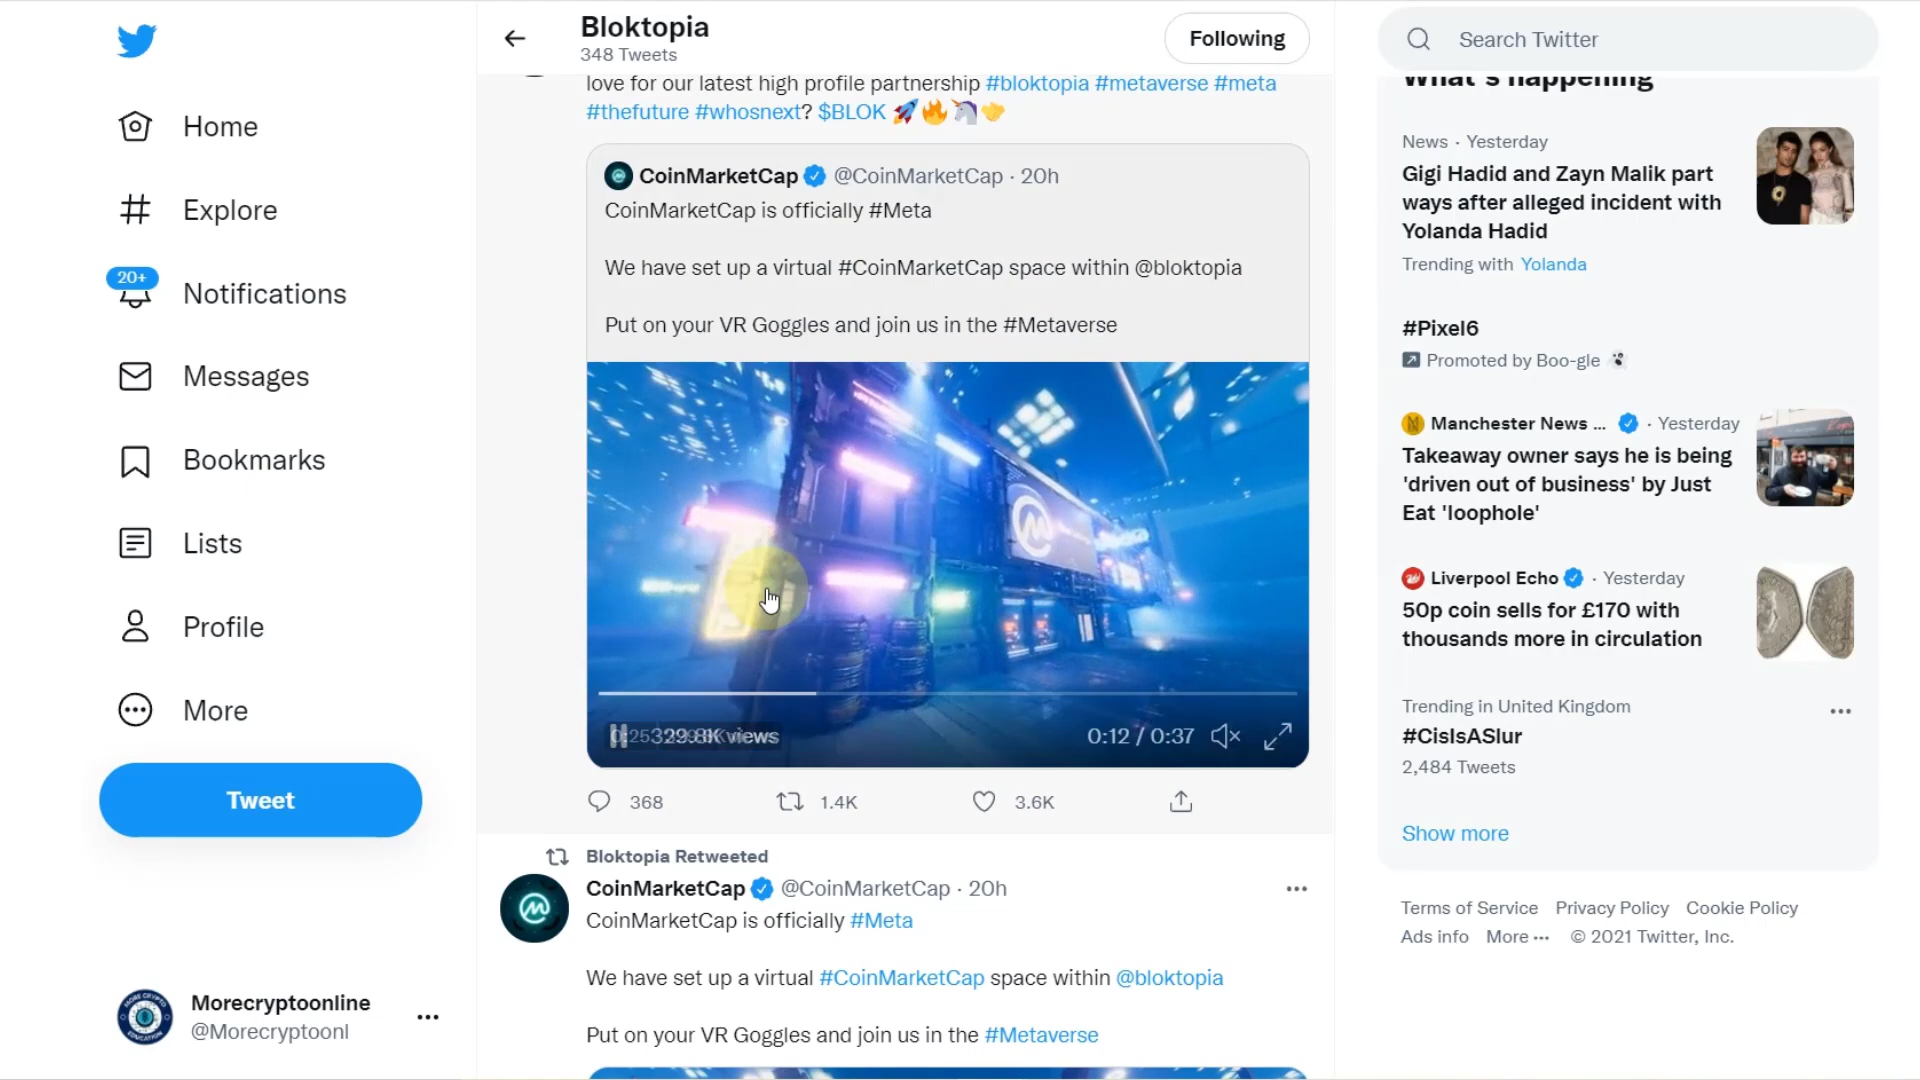 Home
Explore
20+
Notifications
Messages
Bookmarks
Lists
Profile
More
Tweet
Morecryptoonline
@Morecryptoonl
Bloktopia
348 Tweets
Following
love for our latest high profile partnership #bloktopia #metaverse #meta
#thefuture #whosnext? $BLOK 🚀🔥🦄🤝
CoinMarketCap @CoinMarketCap · 20h
CoinMarketCap is officially #Meta
We have set up a virtual #CoinMarketCap space within @bloktopia
Put on your VR Goggles and join us in the #Metaverse
329.8K views
0:12 / 0:37
368
1.4K
3.6K
Bloktopia Retweeted
CoinMarketCap @CoinMarketCap · 20h
CoinMarketCap is officially #Meta
We have set up a virtual #CoinMarketCap space within @bloktopia
Put on your VR Goggles and join us in the #Metaverse
Search Twitter
What's happening
News · Yesterday
Gigi Hadid and Zayn Malik part
ways after alleged incident with
Yolanda Hadid
Trending with Yolanda
#Pixel6
Promoted by Boo-gle
Manchester News ... · Yesterday
Takeaway owner says he is being
'driven out of business' by Just
Eat 'loophole'
Liverpool Echo · Yesterday
50p coin sells for £170 with
thousands more in circulation
Trending in United Kingdom
#CisIsASlur
2,484 Tweets
Show more
Terms of Service Privacy Policy Cookie Policy
Ads info More ··· © 2021 Twitter, Inc.